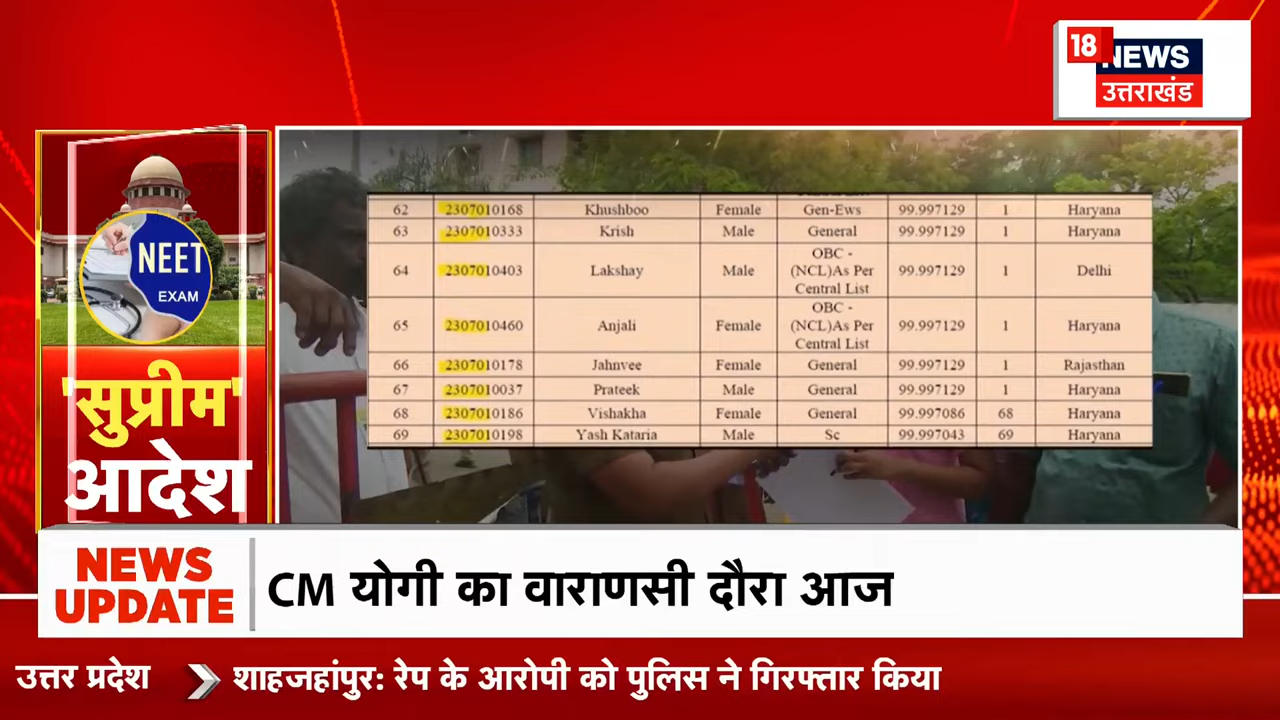 18
NEWS
उत्तराखंड
NEET
EXAM
'सुप्रीम'
आदेश
62 2307010168 Khushboo Female Gen-Ews 99.997129 1 Haryana
63 2307010333 Krish Male General 99.997129 1 Haryana
64 2307010403 Lakshay Male OBC - (NCL)As Per Central List 99.997129 1 Delhi
65 2307010460 Anjali Female OBC - (NCL)As Per Central List 99.997129 1 Haryana
66 2307010178 Jahnvee Female General 99.997129 1 Rajasthan
67 2307010037 Prateek Male General 99.997129 1 Haryana
68 2307010186 Vishakha Female General 99.997086 68 Haryana
69 2307010198 Yash Kataria Male Sc 99.997043 69 Haryana
NEWS
UPDATE
CM योगी का वाराणसी दौरा आज
उत्तर प्रदेश शाहजहांपुर: रेप के आरोपी को पुलिस ने गिरफ्तार किया